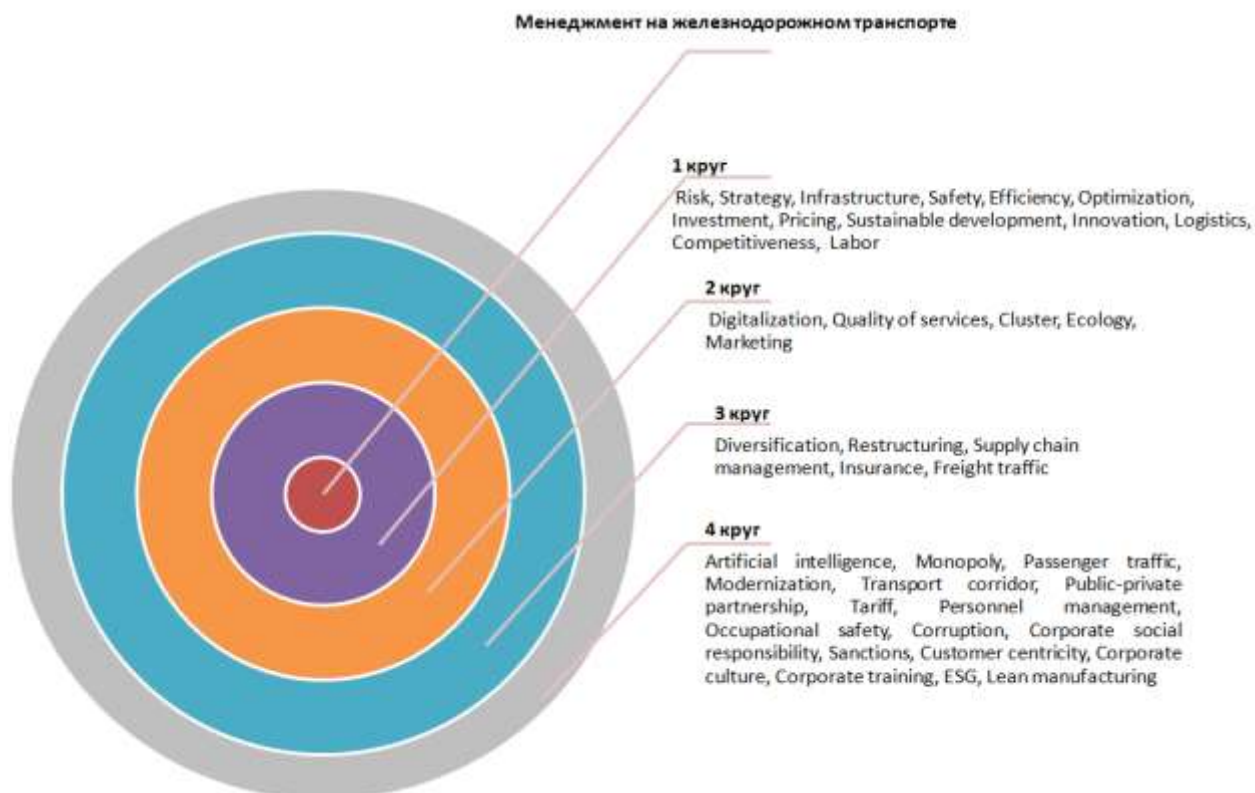 Менеджмент на железнодорожном транспорте
1 круг
Risk, Strategy, Infrastructure, Safety, Efficiency, Optimization,
Investment, Pricing, Sustainable development, Innovation, Logistics,
Competitiveness, Labor
2 круг
Digitalization, Quality of services, Cluster, Ecology,
Marketing
3 круг
Diversification, Restructuring, Supply chain
management, Insurance, Freight traffic
4 круг
Artificial intelligence, Monopoly, Passenger traffic,
Modernization, Transport corridor, Public-private
partnership, Tariff, Personnel management,
Occupational safety, Corruption, Corporate social
responsibility, Sanctions, Customer centricity, Corporate
culture, Corporate training, ESG, Lean manufacturing